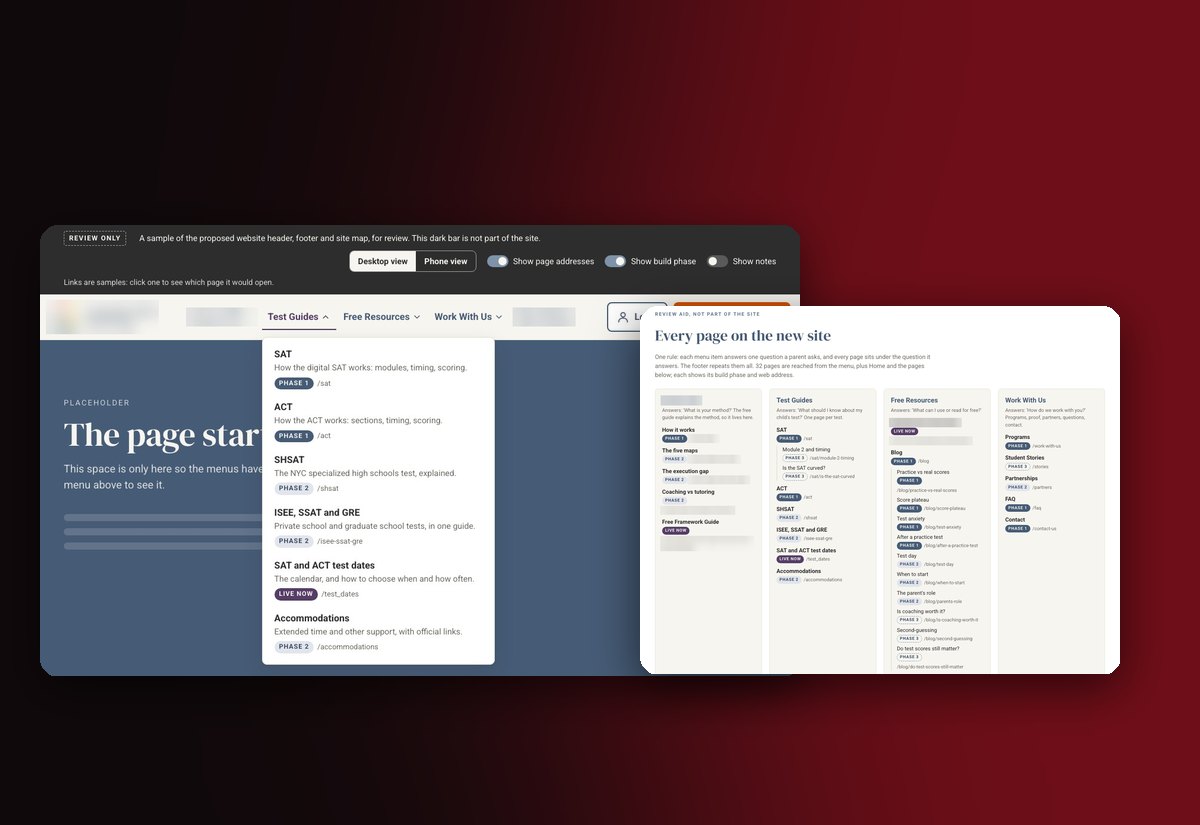 REVIEW ONLY
A sample of the proposed website header, footer and site map, for review. This dark bar is not part of the site.
Desktop view
Phone view
Show page addresses
Show build phase
Show notes
Links are samples: click one to see which page it would open.
Test Guides
Free Resources
Work With Us
PLACEHOLDER
The page star
This space is only here so the menus have
menu above to see it.
SAT
How the digital SAT works: modules, timing, scoring.
PHASE 1 /sat
ACT
How the ACT works: sections, timing, scoring.
PHASE 1 /act
SHSAT
The NYC specialized high schools test, explained.
PHASE 2 /shsat
ISEE, SSAT and GRE
Private school and graduate school tests, in one guide.
PHASE 2 /isee-ssat-gre
SAT and ACT test dates
The calendar, and how to choose when and how often.
LIVE NOW /test_dates
Accommodations
Extended time and other support, with official links.
PHASE 2 /accommodations
REVIEW AID, NOT PART OF THE SITE
Every page on the new site
One rule: each menu item answers one question a parent asks, and every page sits under the question it
answers. The footer repeats them all. 32 pages are reached from the menu, plus Home and the pages
below; each shows its build phase and web address.
Answers: 'What is your method?' The free
guide explains the method, so it lives here.
How it works
PHASE 1
The five maps
PHASE 2
The execution gap
PHASE 2
Coaching vs tutoring
PHASE 2
Free Framework Guide
LIVE NOW
Test Guides
Answers: 'What should I know about my
child's test?' One page per test.
SAT
PHASE 1 /sat
Module 2 and timing
PHASE 3 /sat/module-2-timing
Is the SAT curved?
PHASE 3 /sat/is-the-sat-curved
ACT
PHASE 1 /act
SHSAT
PHASE 2 /shsat
ISEE, SSAT and GRE
PHASE 2 /isee-ssat-gre
SAT and ACT test dates
LIVE NOW /test_dates
Accommodations
PHASE 2 /accommodations
Free Resources
Answers: 'What can I use or read for free?'
LIVE NOW
Blog
PHASE 1 /blog
Practice vs real scores
PHASE 1
/blog/practice-vs-real-scores
Score plateau
PHASE 1 /blog/score-plateau
Test anxiety
PHASE 1 /blog/test-anxiety
After a practice test
PHASE 1 /blog/after-a-practice-test
Test day
PHASE 2 /blog/test-day
When to start
PHASE 2 /blog/when-to-start
The parent's role
PHASE 2 /blog/parents-role
Is coaching worth it?
PHASE 3 /blog/is-coaching-worth-it
Second-guessing
PHASE 3 /blog/second-guessing
Do test scores still matter?
PHASE 3
/blog/do-test-scores-still-matter
Work With Us
Answers: 'How do we work with you?'
Programs, proof, partners, questions,
contact.
Programs
PHASE 1 /work-with-us
Student Stories
PHASE 3 /stories
Partnerships
PHASE 2 /partners
FAQ
PHASE 1 /faq
Contact
PHASE 1 /contact-us